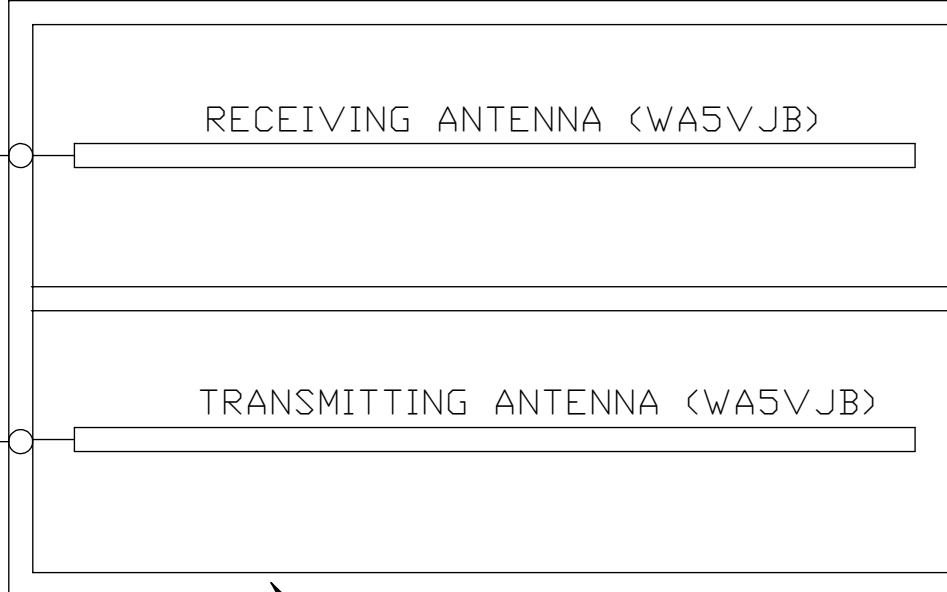 RECEIVING ANTENNA (WA5VJB)
TRANSMITTING ANTENNA (WA5VJB)